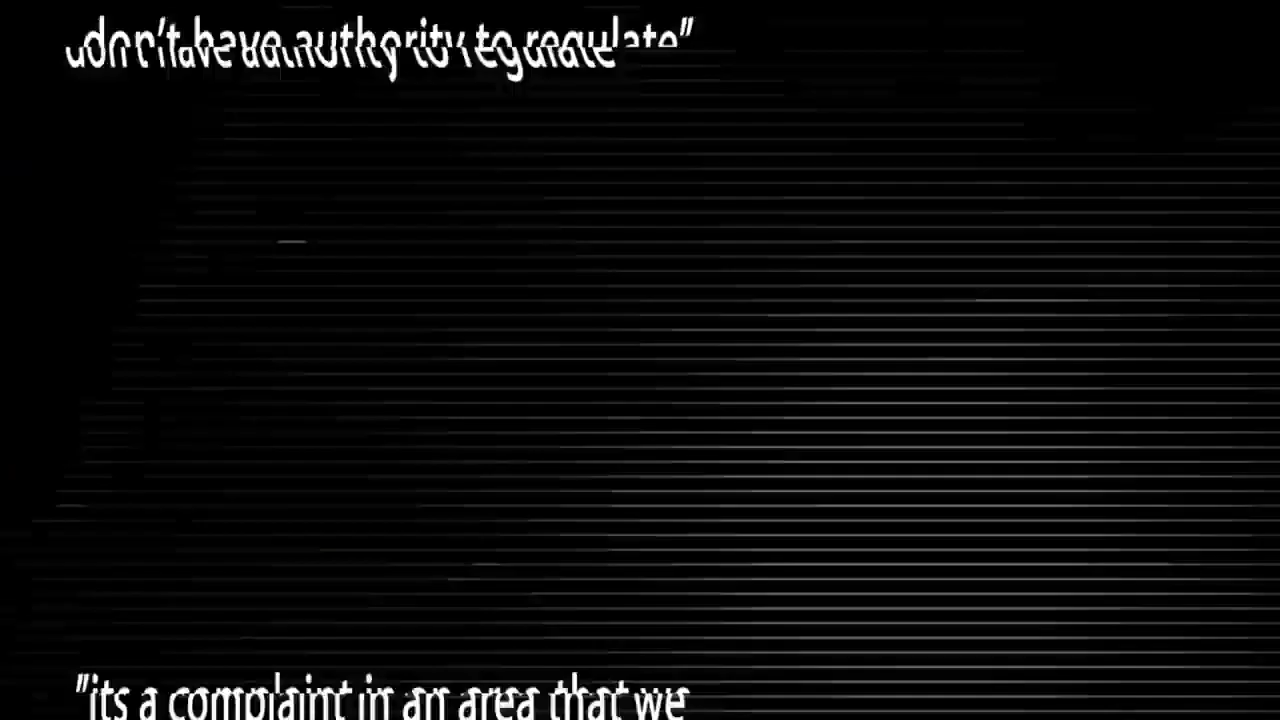 don't have authority to regulate"
"its a complaint in an area that we